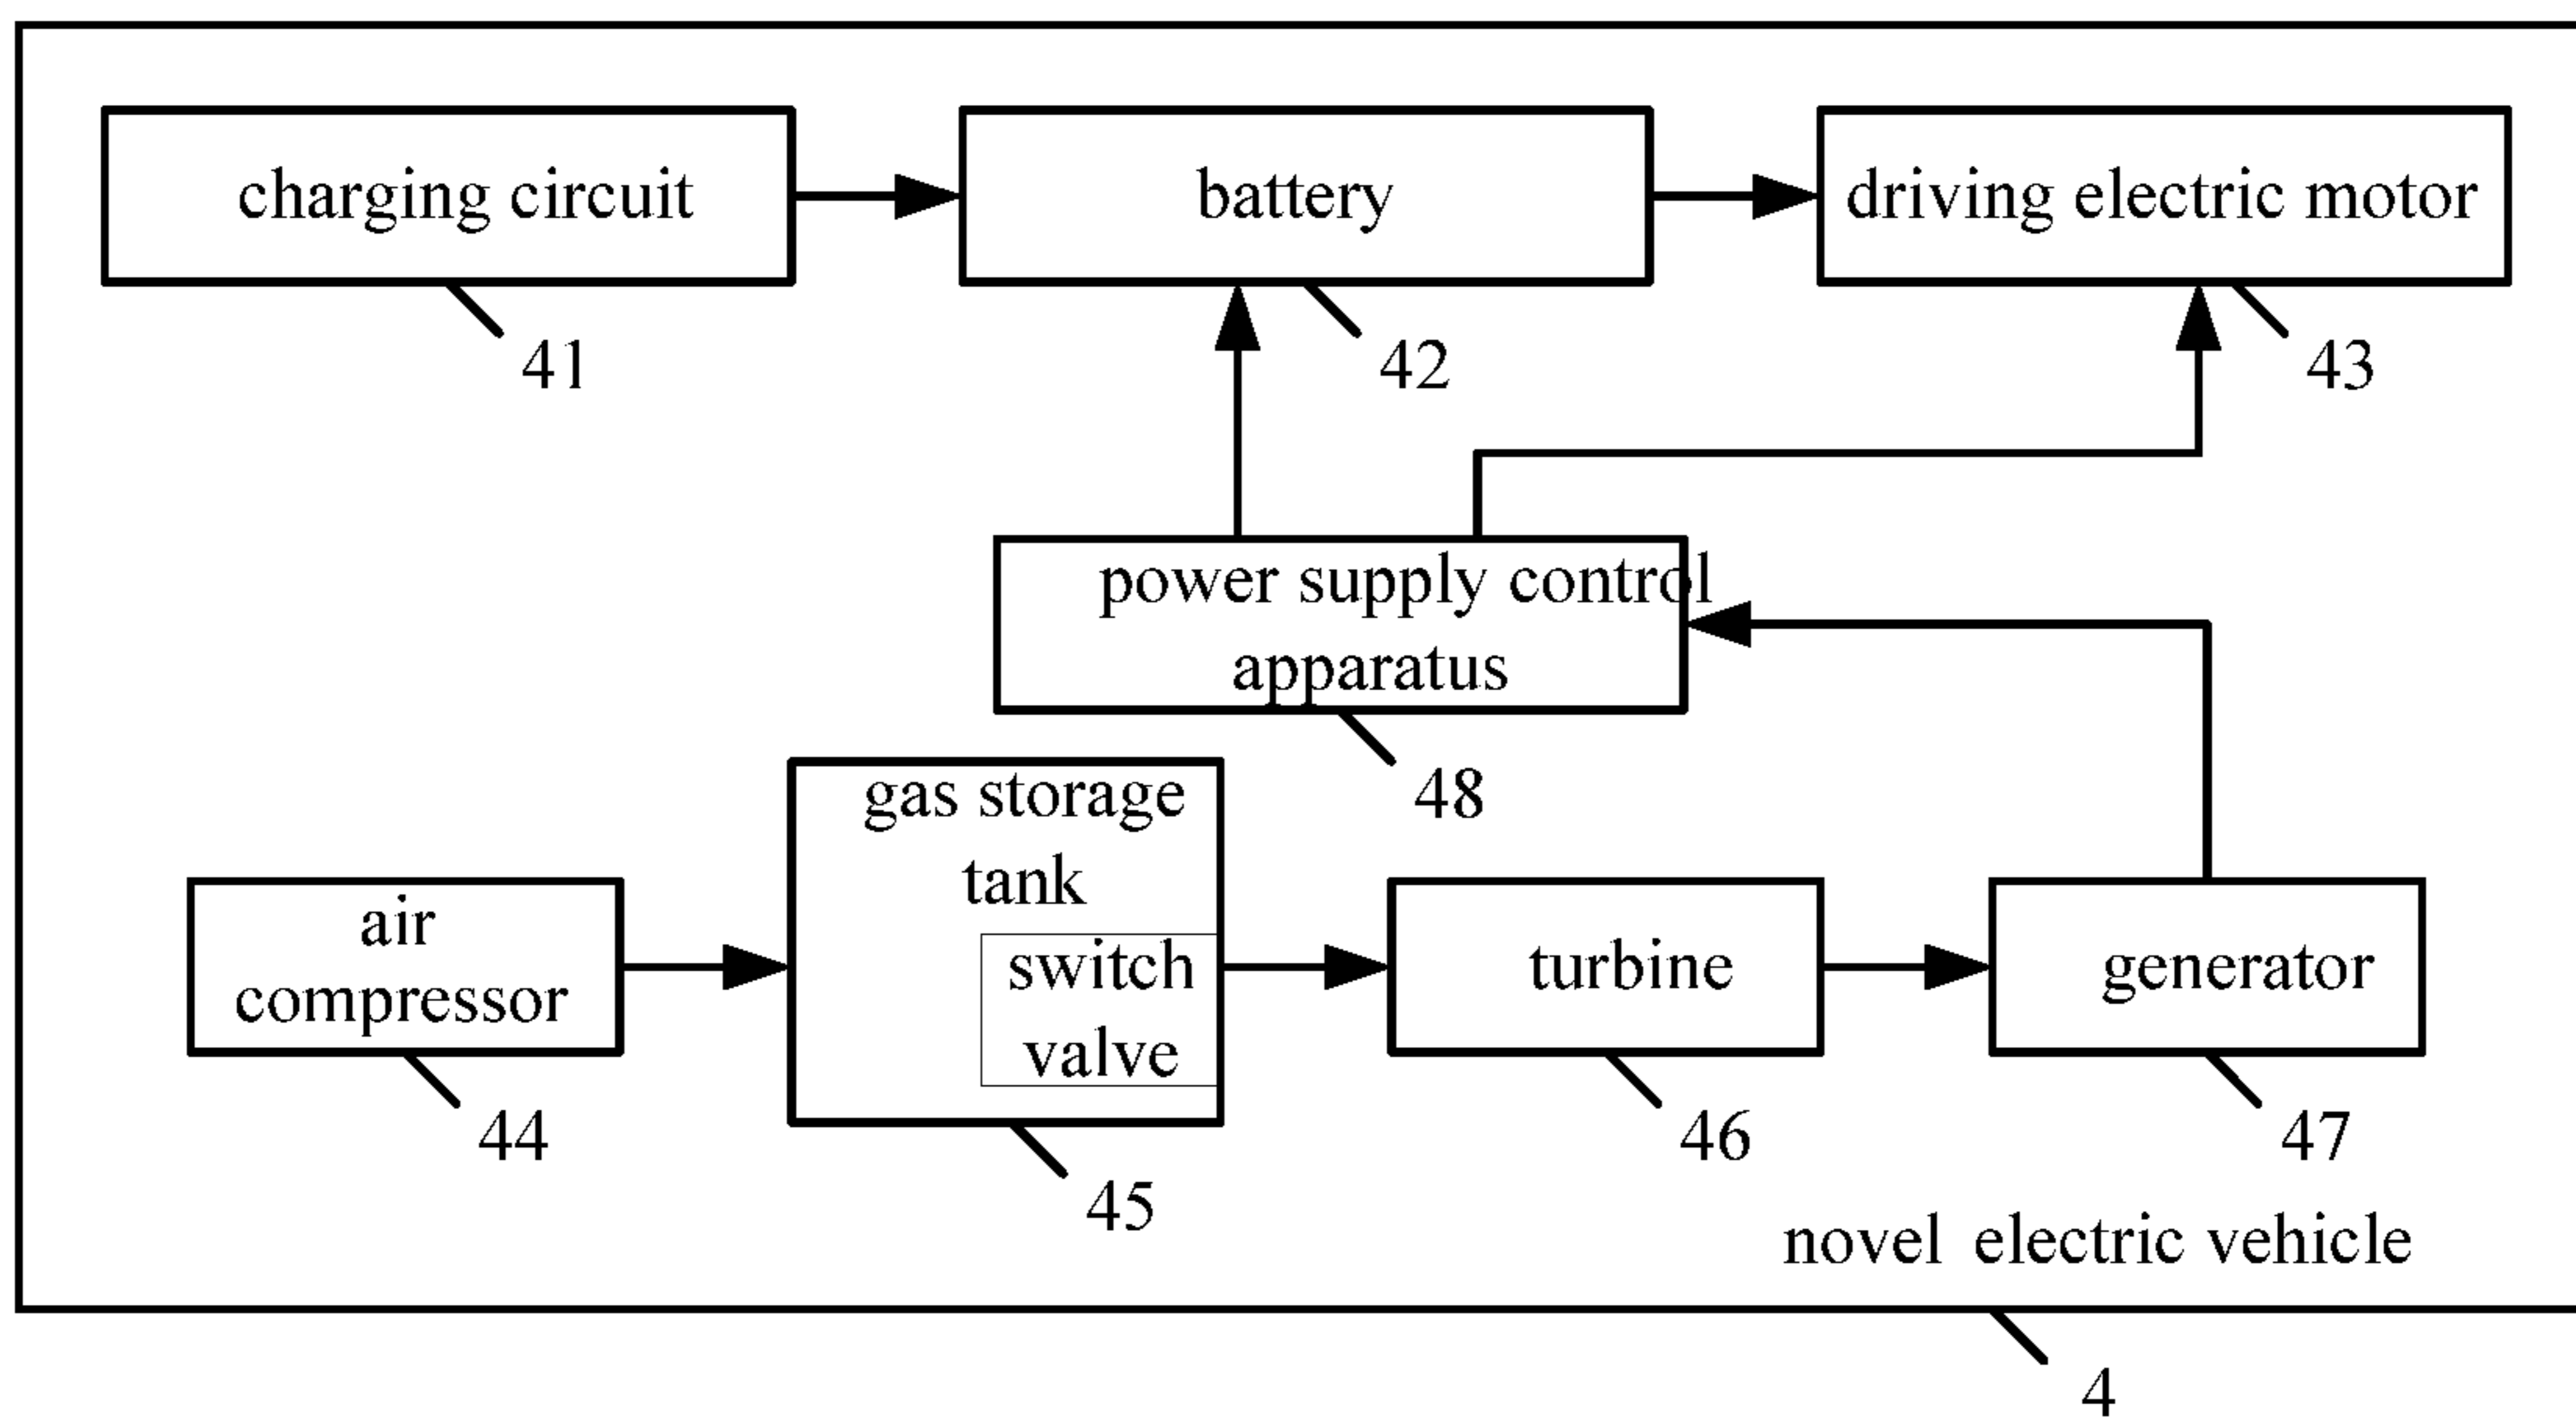 charging circuit
battery
driving electric motor
41
42
43
power supply control
apparatus
48
gas storage
tank
switch
valve
air
compressor
turbine
generator
44
45
46
47
novel electric vehicle
4